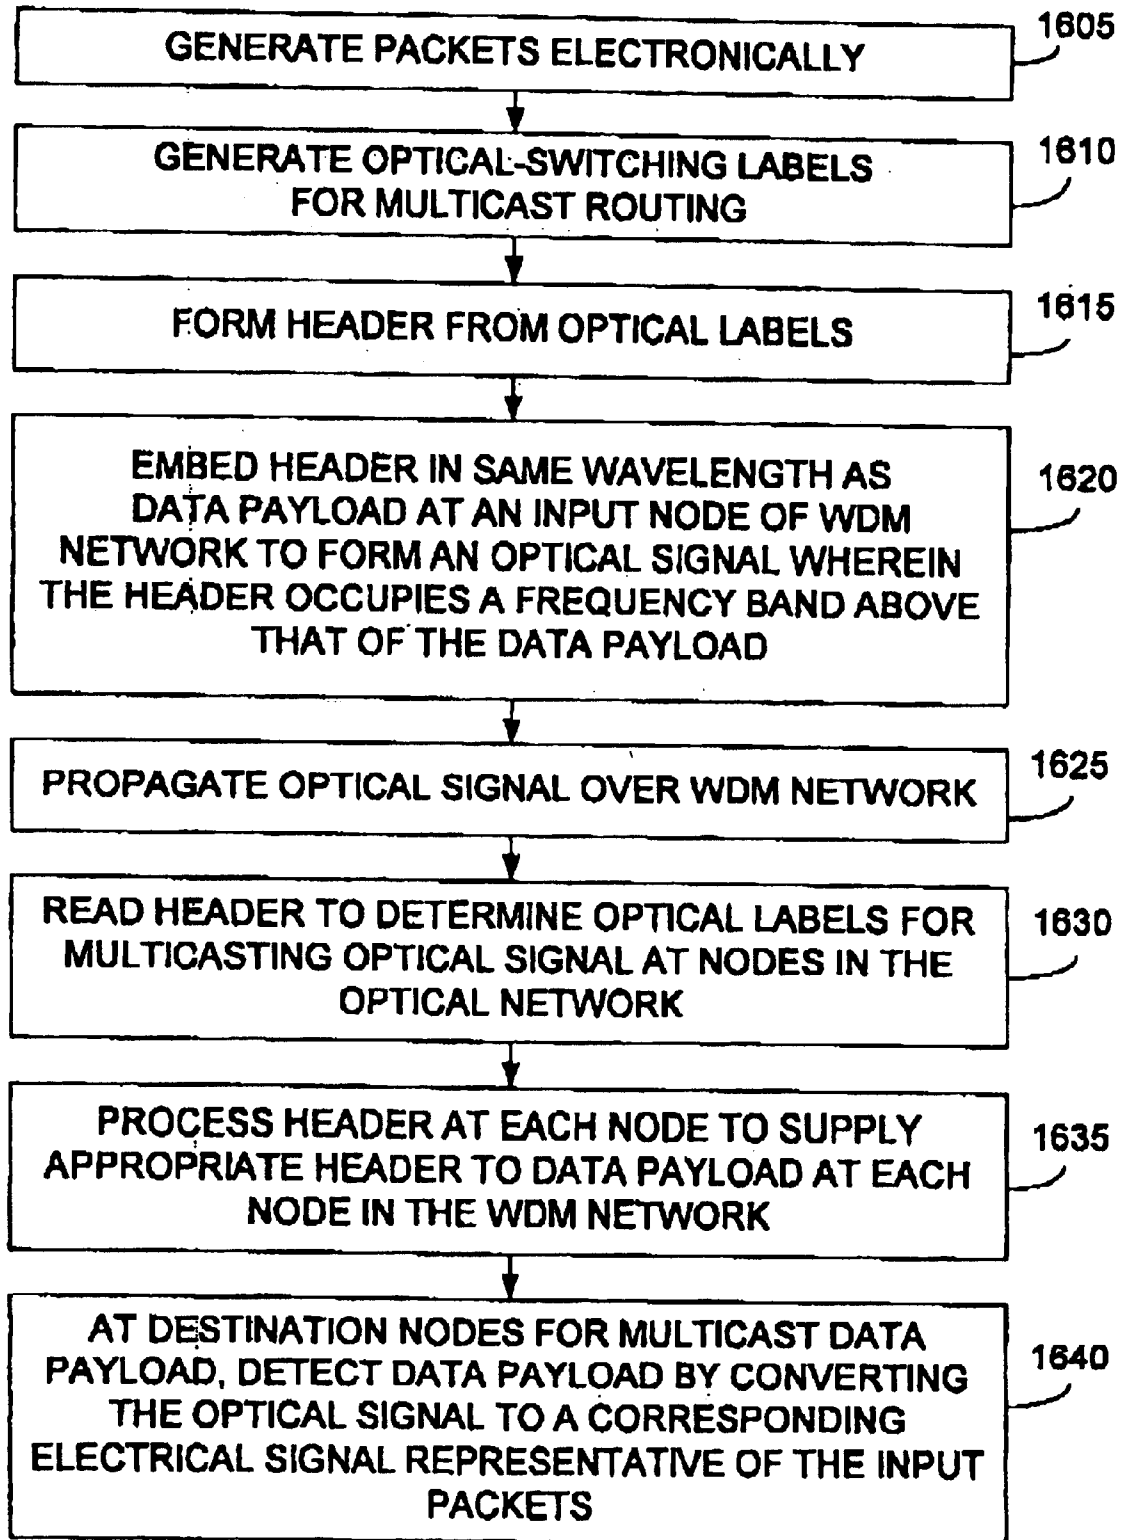 GENERATE PACKETS ELECTRONICALLY
1605
GENERATE OPTICAL-SWITCHING LABELS
FOR MULTICAST ROUTING
1610
FORM HEADER FROM OPTICAL LABELS
1615
EMBED HEADER IN SAME WAVELENGTH AS
DATA PAYLOAD AT AN INPUT NODE OF WDM
NETWORK TO FORM AN OPTICAL SIGNAL WHEREIN
THE HEADER OCCUPIES A FREQUENCY BAND ABOVE
THAT OF THE DATA PAYLOAD
1620
PROPAGATE OPTICAL SIGNAL OVER WDM NETWORK
1625
READ HEADER TO DETERMINE OPTICAL LABELS FOR
MULTICASTING OPTICAL SIGNAL AT NODES IN THE
OPTICAL NETWORK
1630
PROCESS HEADER AT EACH NODE TO SUPPLY
APPROPRIATE HEADER TO DATA PAYLOAD AT EACH
NODE IN THE WDM NETWORK
1635
AT DESTINATION NODES FOR MULTICAST DATA
PAYLOAD, DETECT DATA PAYLOAD BY CONVERTING
THE OPTICAL SIGNAL TO A CORRESPONDING
ELECTRICAL SIGNAL REPRESENTATIVE OF THE INPUT
PACKETS
1640